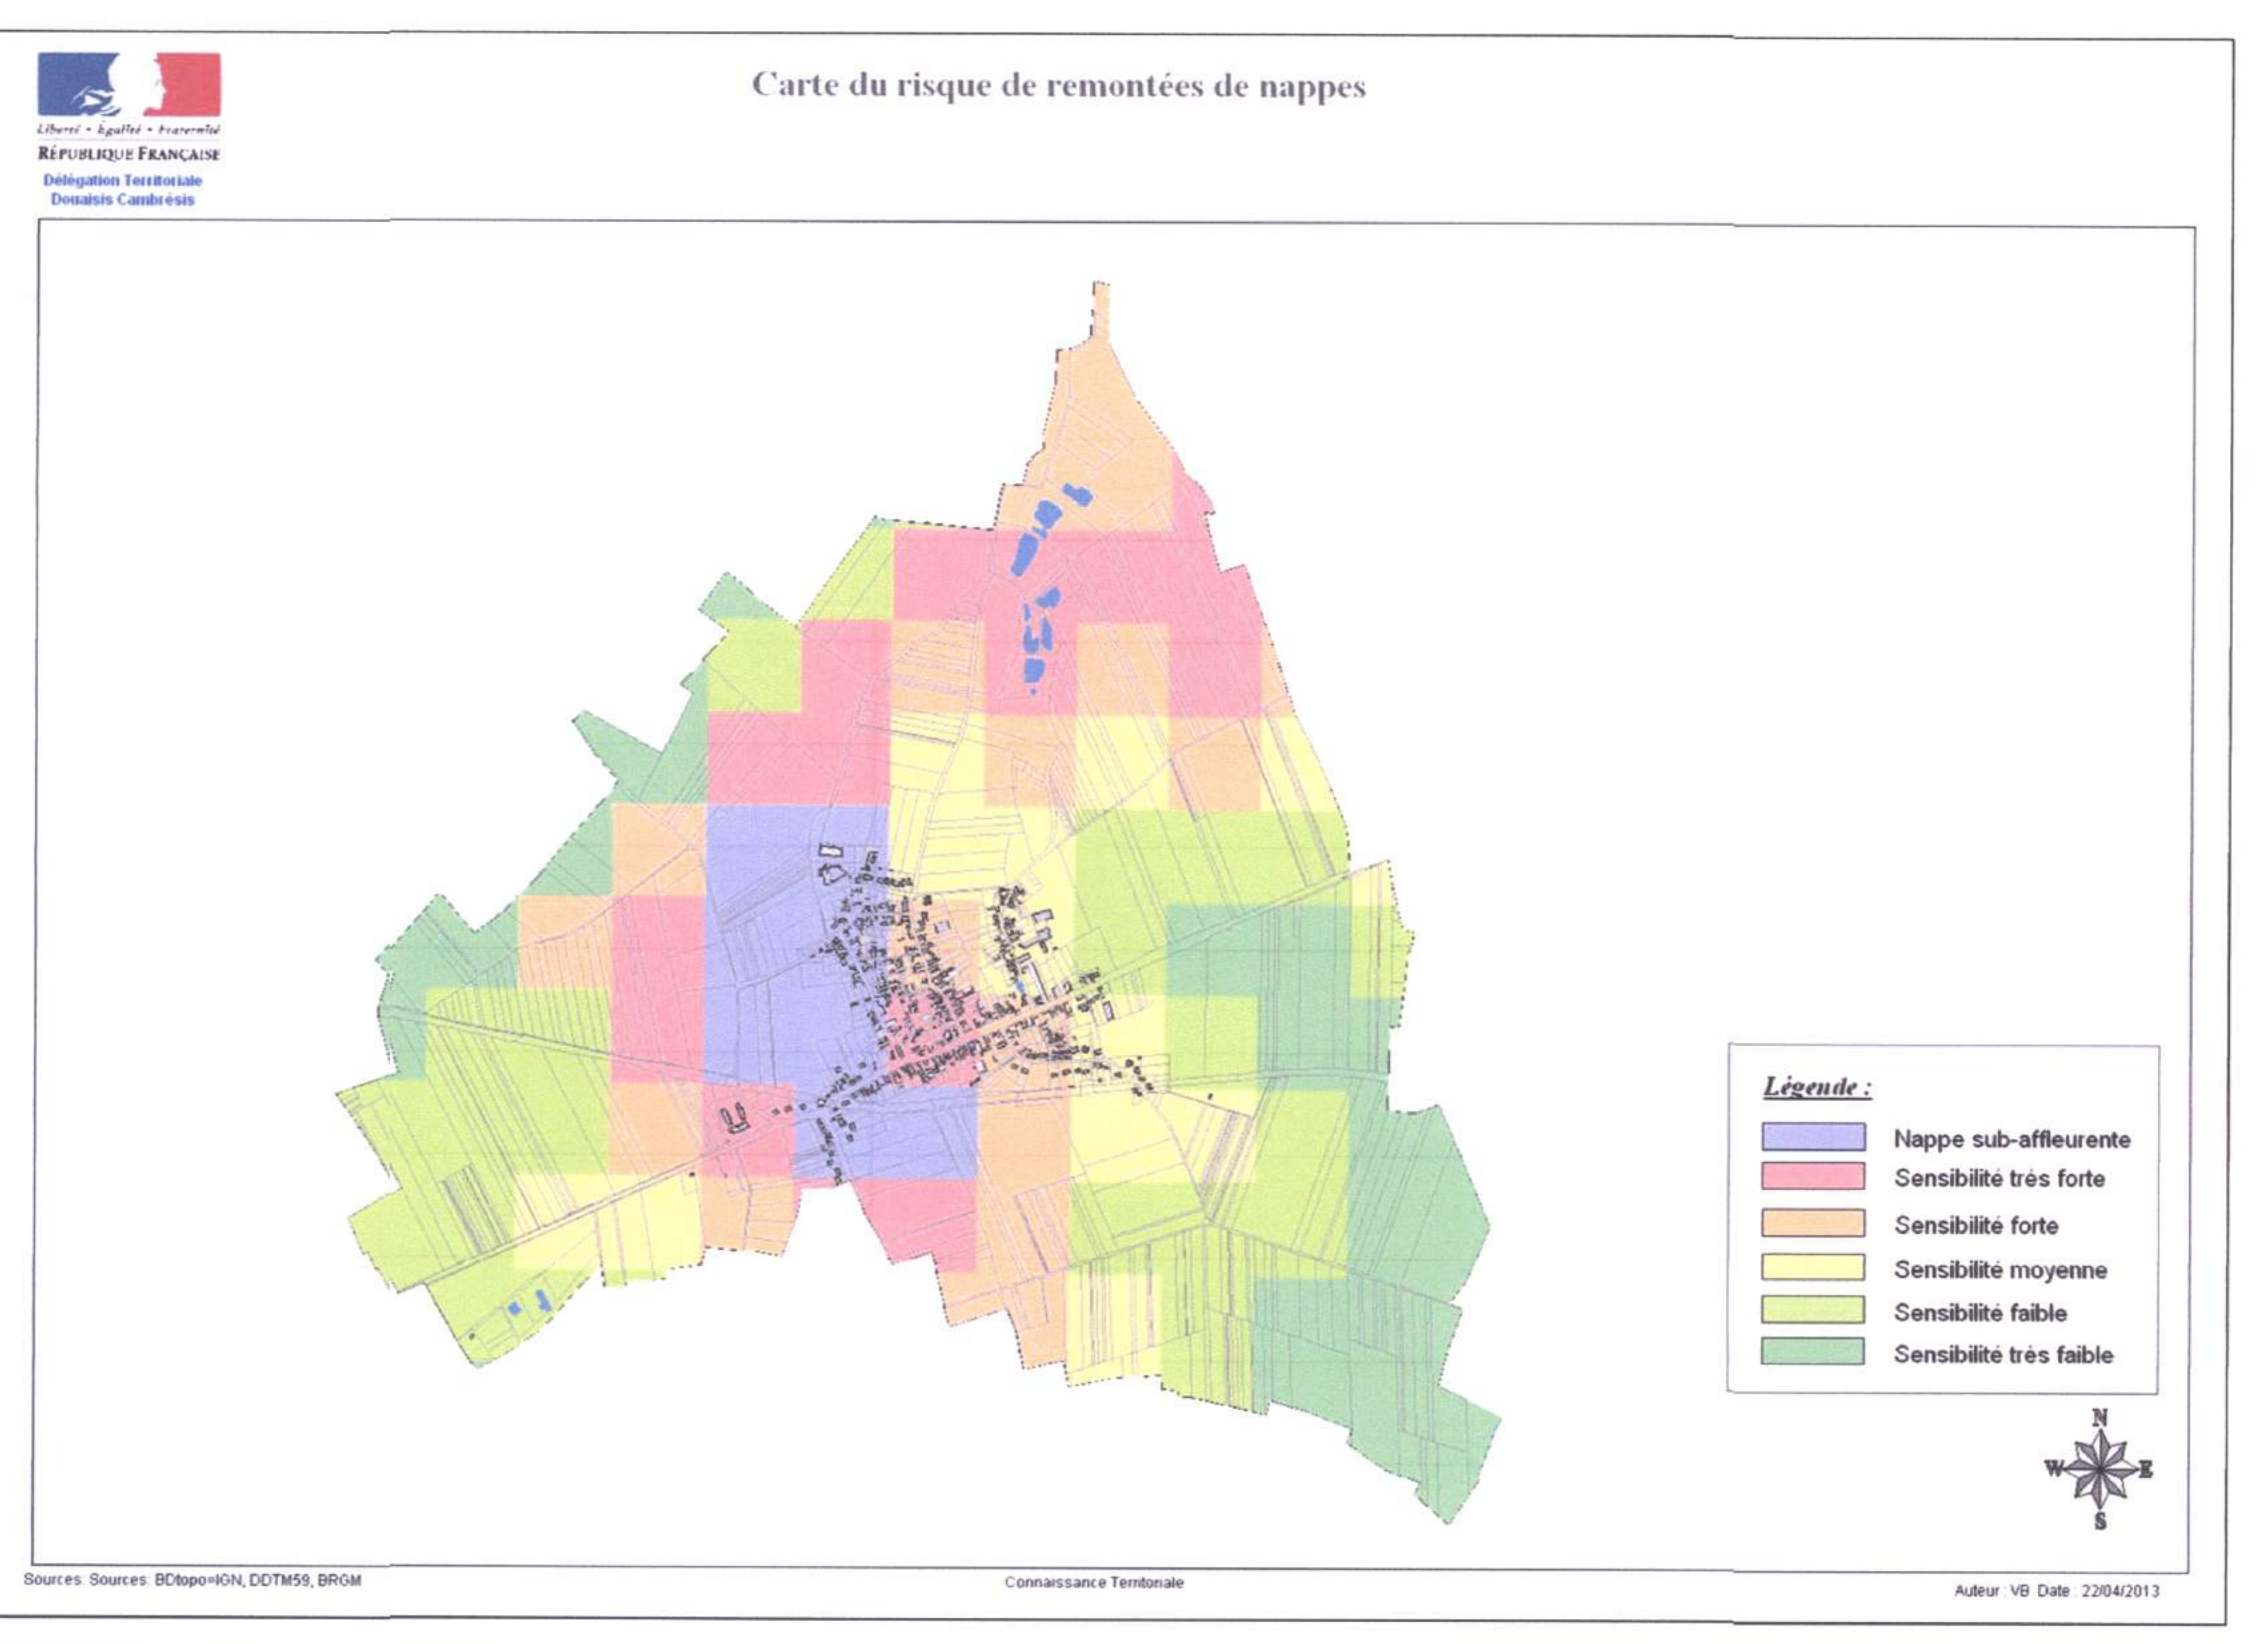 Carte du risque de remontées de nappes
Liberté • Égalité • Fraternité
RÉPUBLIQUE FRANÇAISE
Délégation Territoriale
Douaisis Cambrésis
Légende :
Nappe sub-affleurente
Sensibilité très forte
Sensibilité forte
Sensibilité moyenne
Sensibilité faible
Sensibilité très faible
N
W E
S
Sources: Sources: BDtopo=IGN, DDTM59, BRGM
Connaissance Territoriale
Auteur : VB Date : 22/04/2013